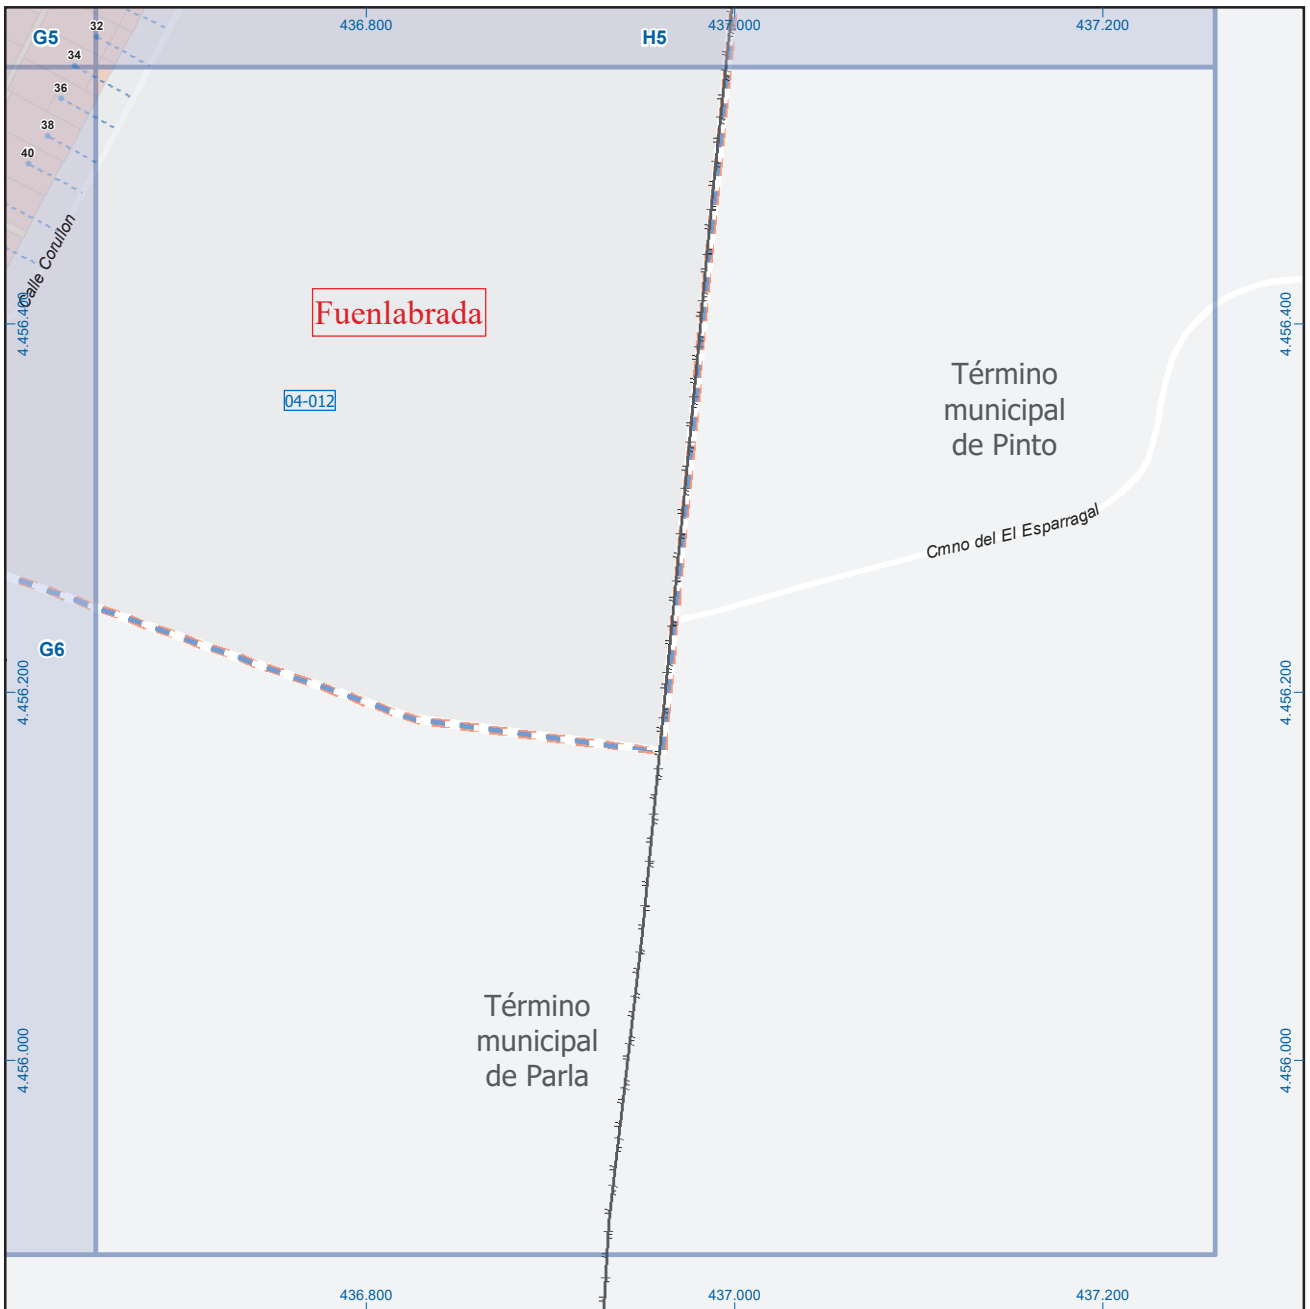 436.800
437.000
437.200
G5
32
H5
34
36
38
40
Calle Corullon
4.456.400
Fuenlabrada
4.456.400
04-012
Término
municipal
de Pinto
Cmno del El Esparragal
G6
4.456.200
4.456.200
Término
municipal
de Parla
4.456.000
4.456.000
436.800
437.000
437.200